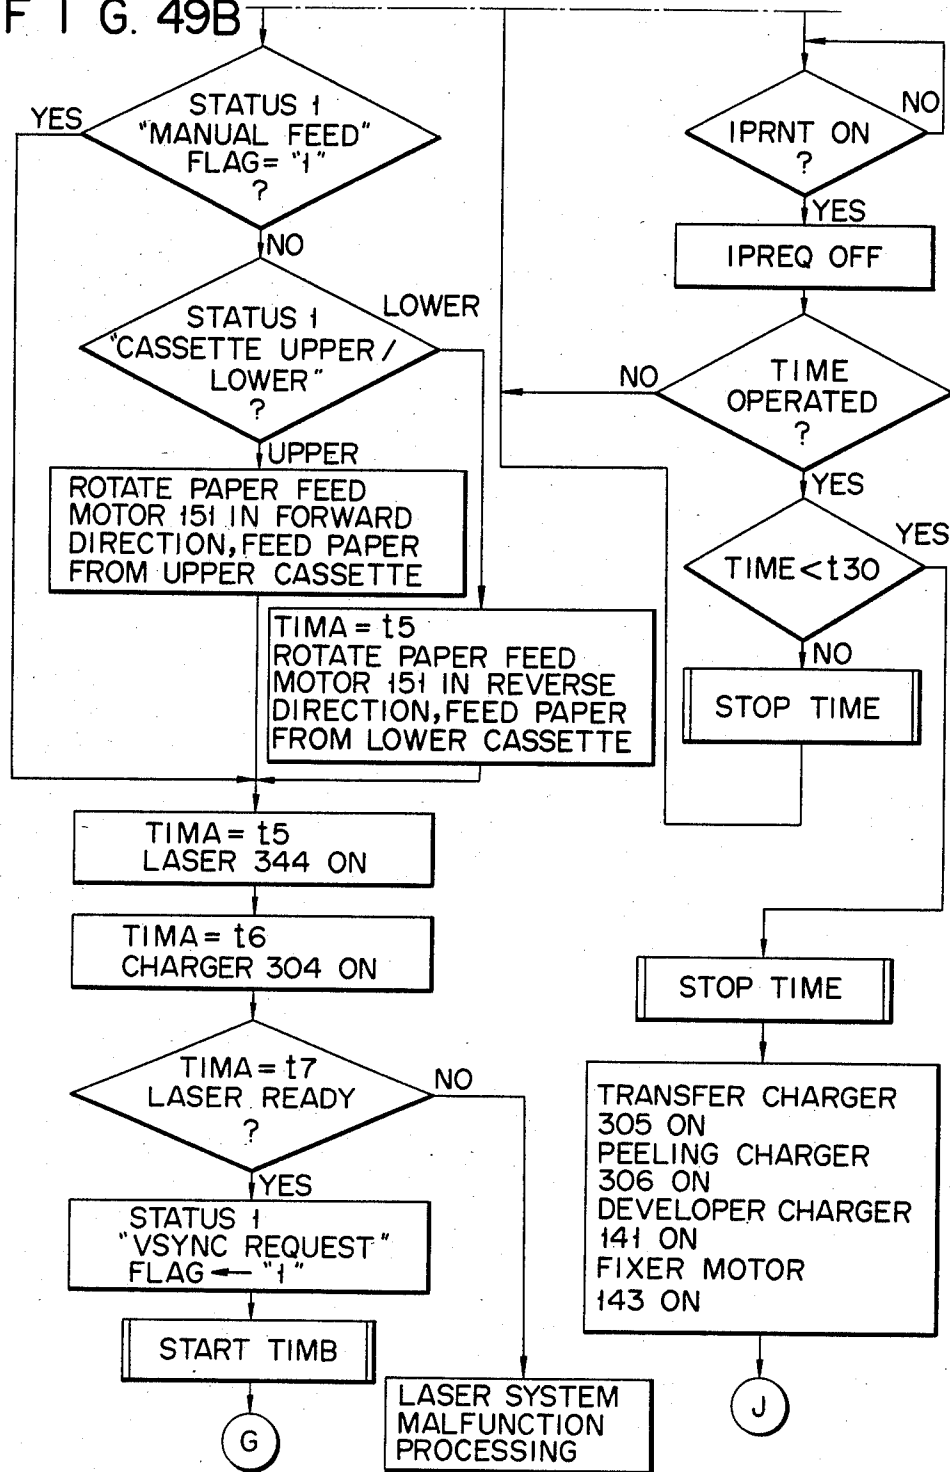 FIG. 49B
STATUS 1
"MANUAL FEED"
FLAG= "1"
?
YES
NO
STATUS 1
"CASSETTE UPPER/
LOWER"
?
LOWER
UPPER
ROTATE PAPER FEED
MOTOR 151 IN FORWARD
DIRECTION, FEED PAPER
FROM UPPER CASSETTE
TIMA = t5
ROTATE PAPER FEED
MOTOR 151 IN REVERSE
DIRECTION, FEED PAPER
FROM LOWER CASSETTE
TIMA = t5
LASER 344 ON
TIMA = t6
CHARGER 304 ON
TIMA = t7
LASER READY
?
NO
YES
STATUS 1
"VSYNC REQUEST"
FLAG ← "1"
START TIMB
G
LASER SYSTEM
MALFUNCTION
PROCESSING
IPRNT ON
?
NO
YES
IPREQ OFF
TIME
OPERATED
?
NO
YES
TIME < t30
YES
NO
STOP TIME
STOP TIME
TRANSFER CHARGER
305 ON
PEELING CHARGER
306 ON
DEVELOPER CHARGER
141 ON
FIXER MOTOR
143 ON
J